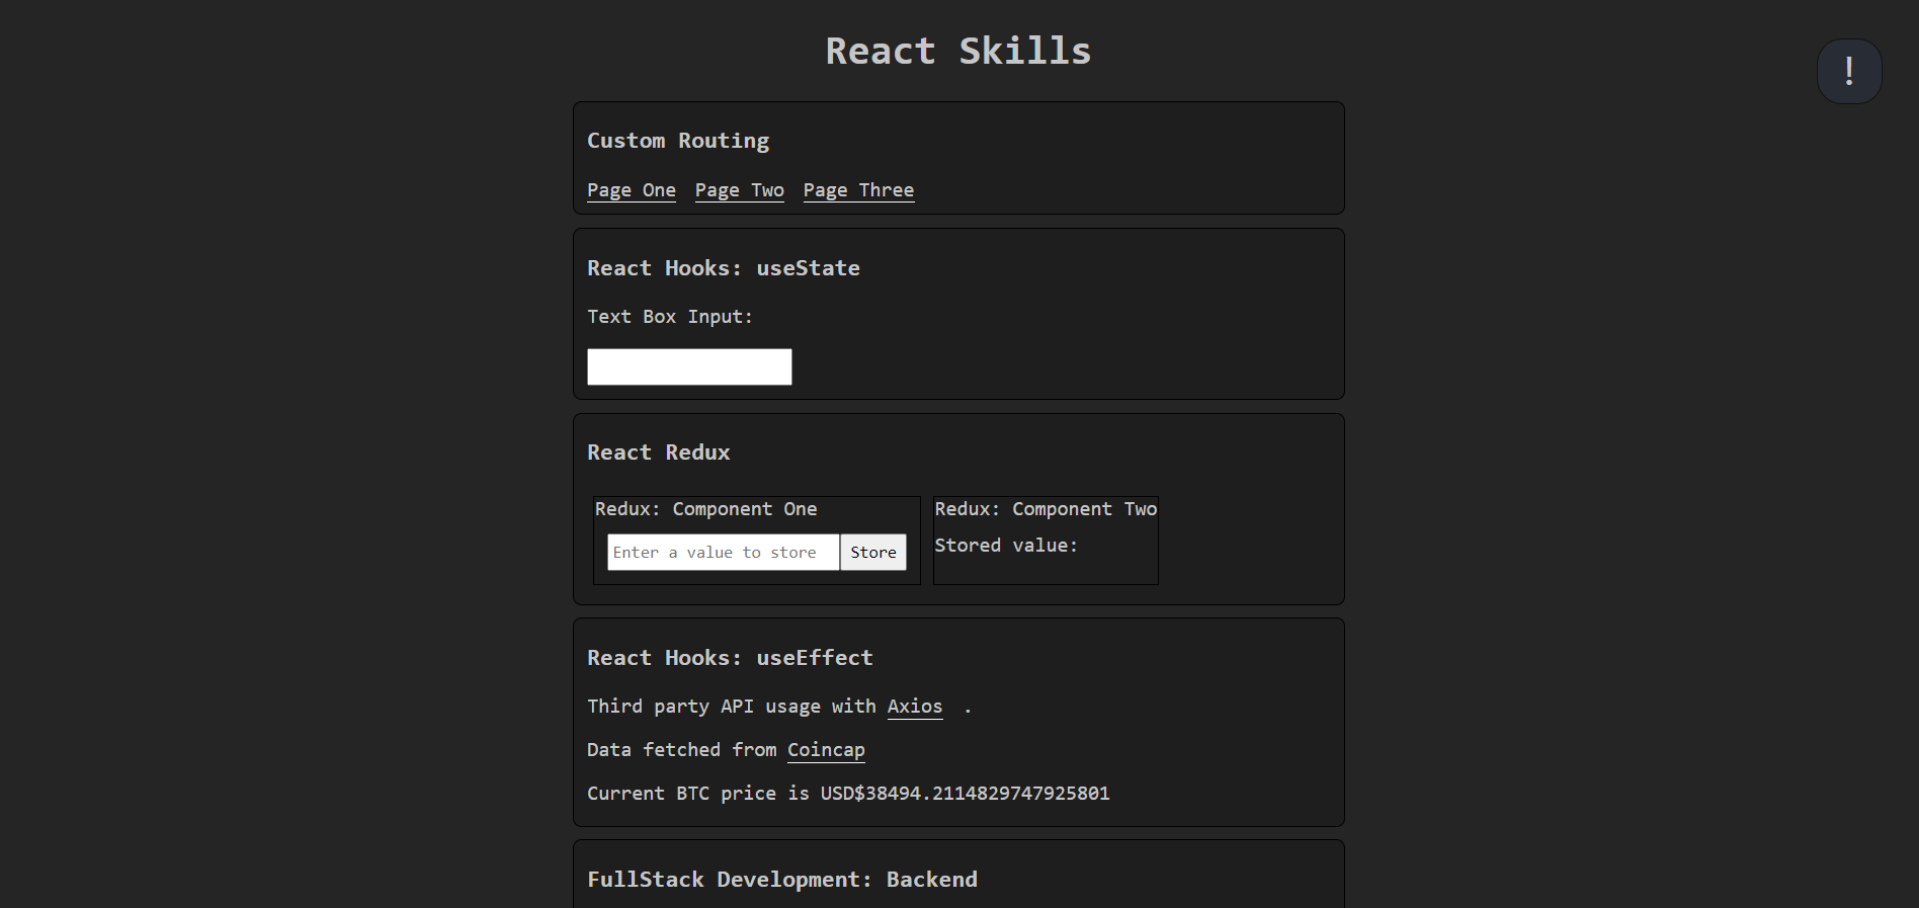 React Skills
!
Custom Routing
Page One Page Two Page Three
React Hooks: useState
Text Box Input:
React Redux
Redux: Component One
Enter a value to store Store
Redux: Component Two
Stored value:
React Hooks: useEffect
Third party API usage with Axios .
Data fetched from Coincap
Current BTC price is USD$38494.2114829747925801
FullStack Development: Backend